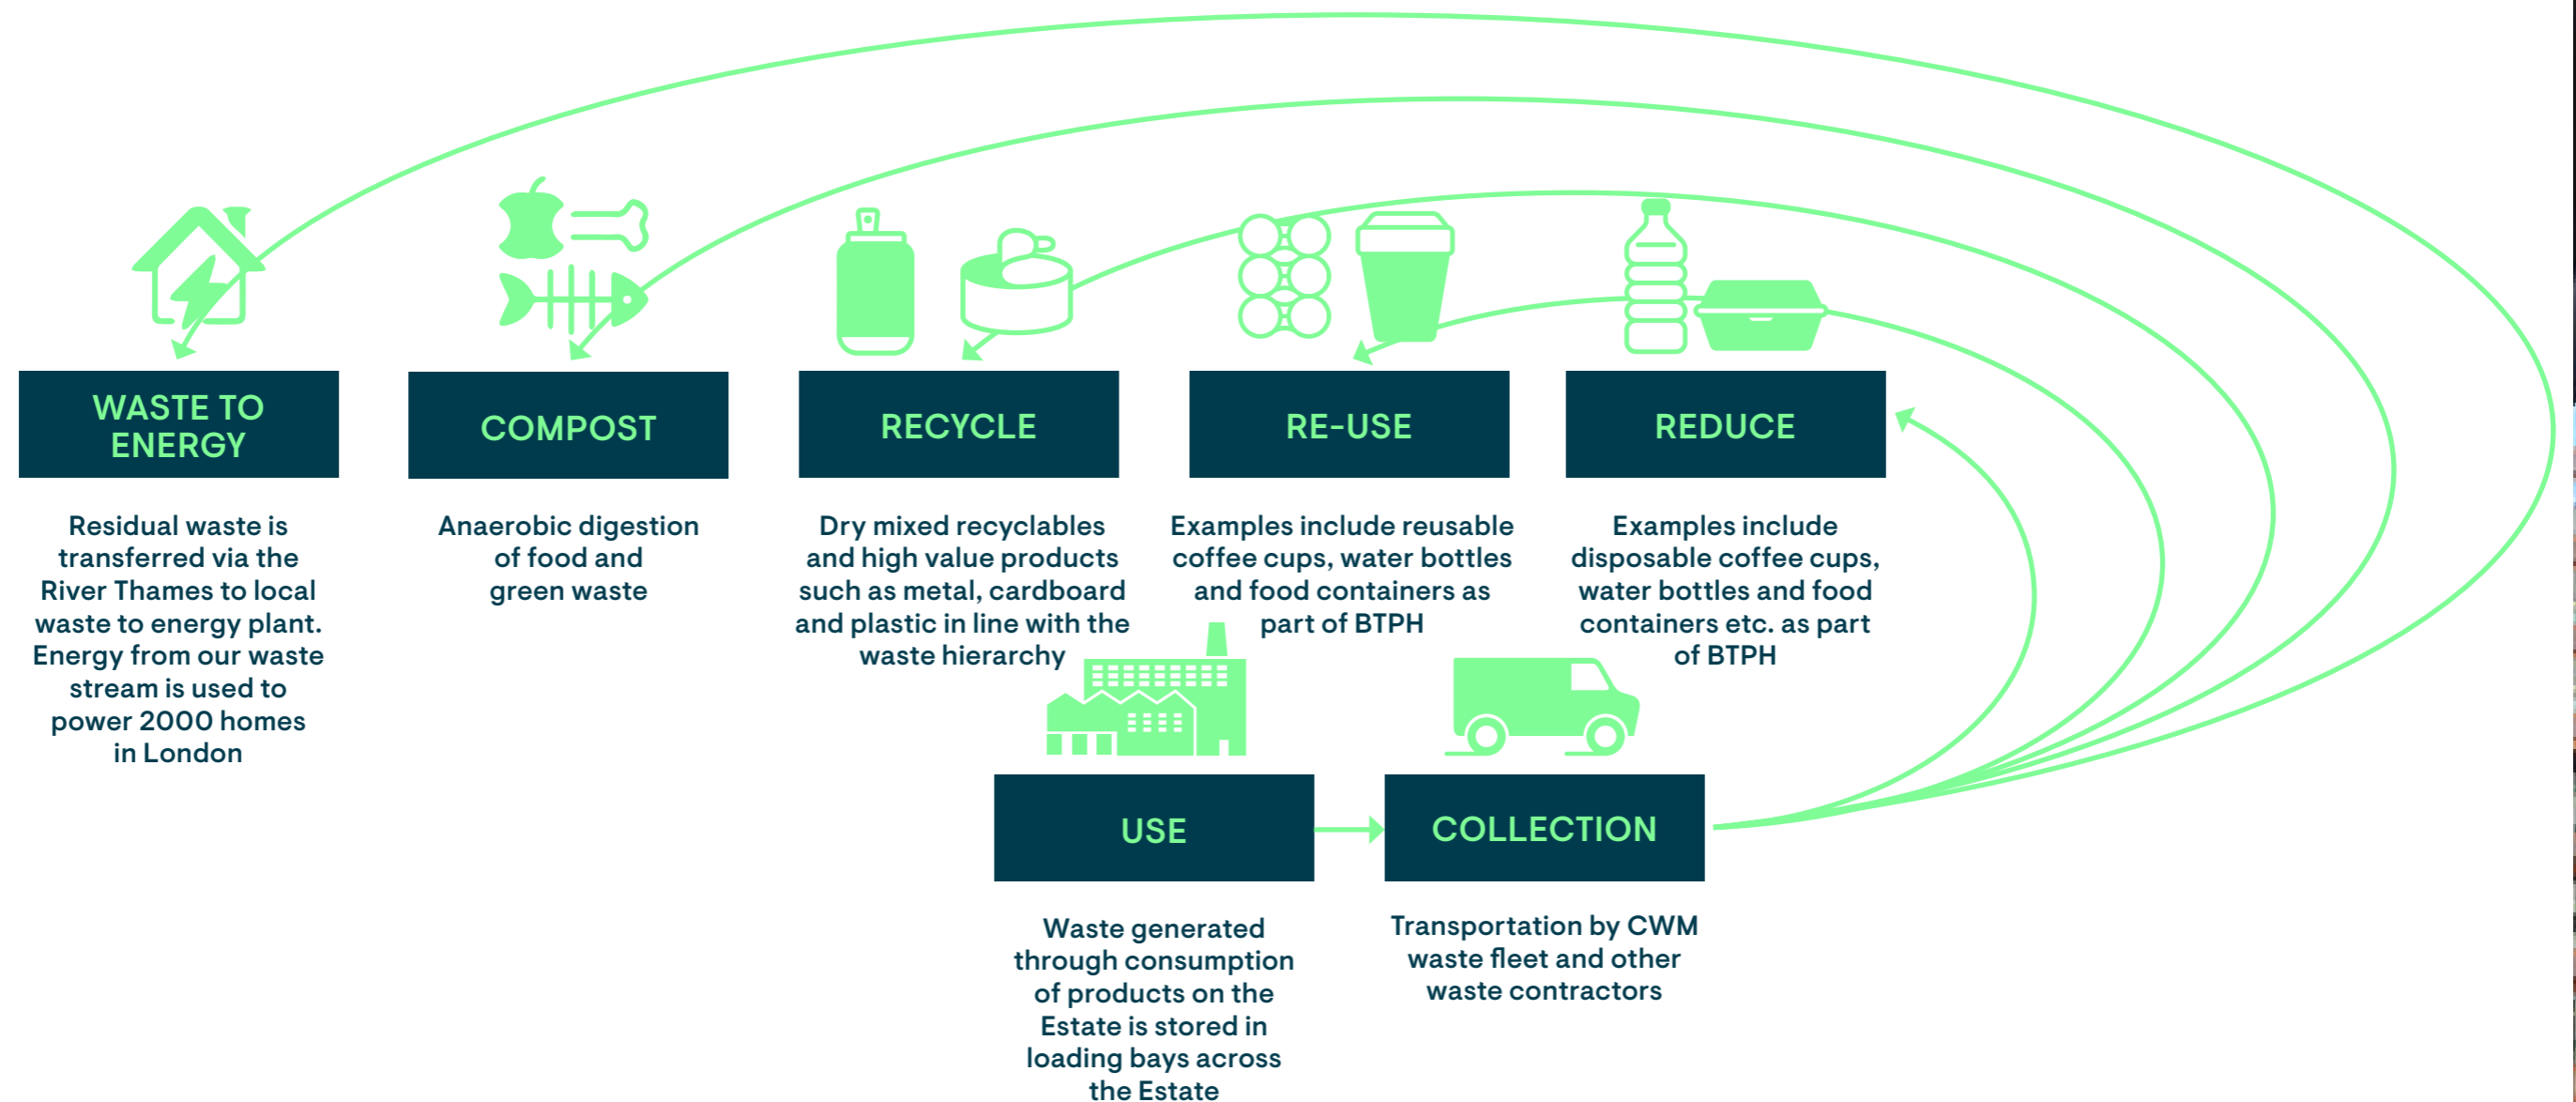 WASTE TO
ENERGY
Residual waste is
transferred via the
River Thames to local
waste to energy plant.
Energy from our waste
stream is used to
power 2000 homes
in London
COMPOST
Anaerobic digestion
of food and
green waste
RECYCLE
Dry mixed recyclables
and high value products
such as metal, cardboard
and plastic in line with the
waste hierarchy
RE-USE
Examples include reusable
coffee cups, water bottles
and food containers as
part of BTPH
REDUCE
Examples include
disposable coffee cups,
water bottles and food
containers etc. as part
of BTPH
USE
Waste generated
through consumption
of products on the
Estate is stored in
loading bays across
the Estate
COLLECTION
Transportation by CWM
waste fleet and other
waste contractors